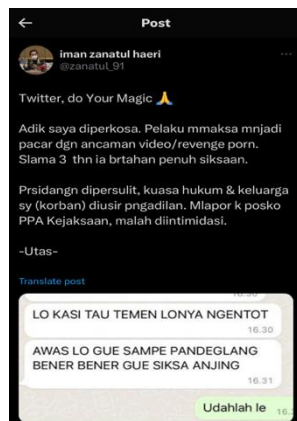 Post
iman zanatul haeri
@zanatul_91
Twitter, do Your Magic 🙏
Adik saya diperkosa. Pelaku mmaksa mnjadi
pacar dgn ancaman video/revenge porn.
Slama 3 thn ia brtahan penuh siksaan.
Prsidangn dipersulit, kuasa hukum & keluarga
sy (korban) diusir pngadilan. Mlapor k posko
PPA Kejaksaan, malah diintimidasi.
-Utas-
Translate post
LO KASI TAU TEMEN LONYA NGENTOT
16.30
AWAS LO GUE SAMPE PANDEGLANG
BENER BENER GUE SIKSA ANJING
16.31
Udahlah le